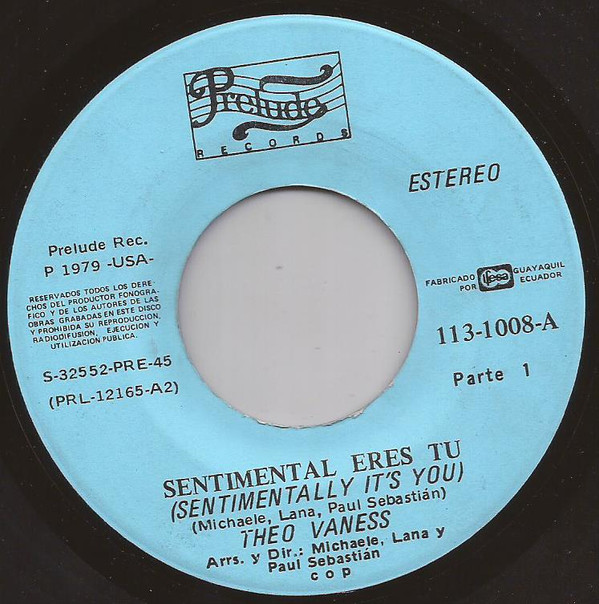 Prelude
RECORDS
ESTEREO
Prelude Rec.
P 1979 -USA-
RESERVADOS TODOS LOS DERE-
CHOS DEL PRODUCTOR FONOGRA-
FICO Y DE LOS AUTORES DE LAS
OBRAS GRABADAS EN ESTE DISCO
Y PROHIBIDA SU REPRODUCCION,
RADIODIFUSION, EJECUCION Y
UTILIZACION PUBLICA.
S-32552-PRE-45
(PRL-12165-A2)
FABRICADO
POR
ifesa
GUAYAQUIL
ECUADOR
113-1008-A
Parte 1
SENTIMENTAL ERES TU
(SENTIMENTALLY IT'S YOU)
(Michaele, Lana, Paul Sebastián)
THEO VANESS
Arrs. y Dir.: Michaele, Lana y
Paul Sebastián
c o p